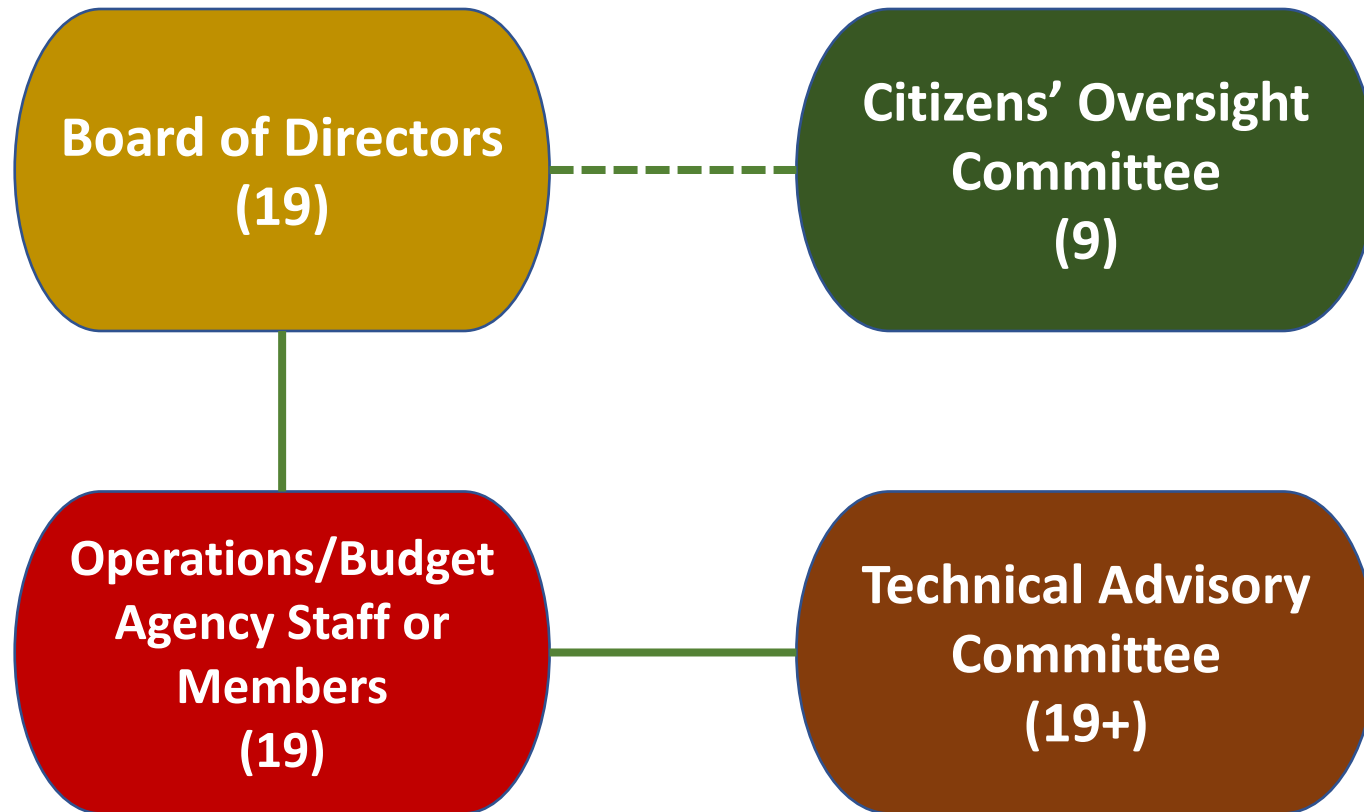 Board of Directors
(19)
Citizens’ Oversight
Committee
(9)
Operations/Budget
Agency Staff or
Members
(19)
Technical Advisory
Committee
(19+)